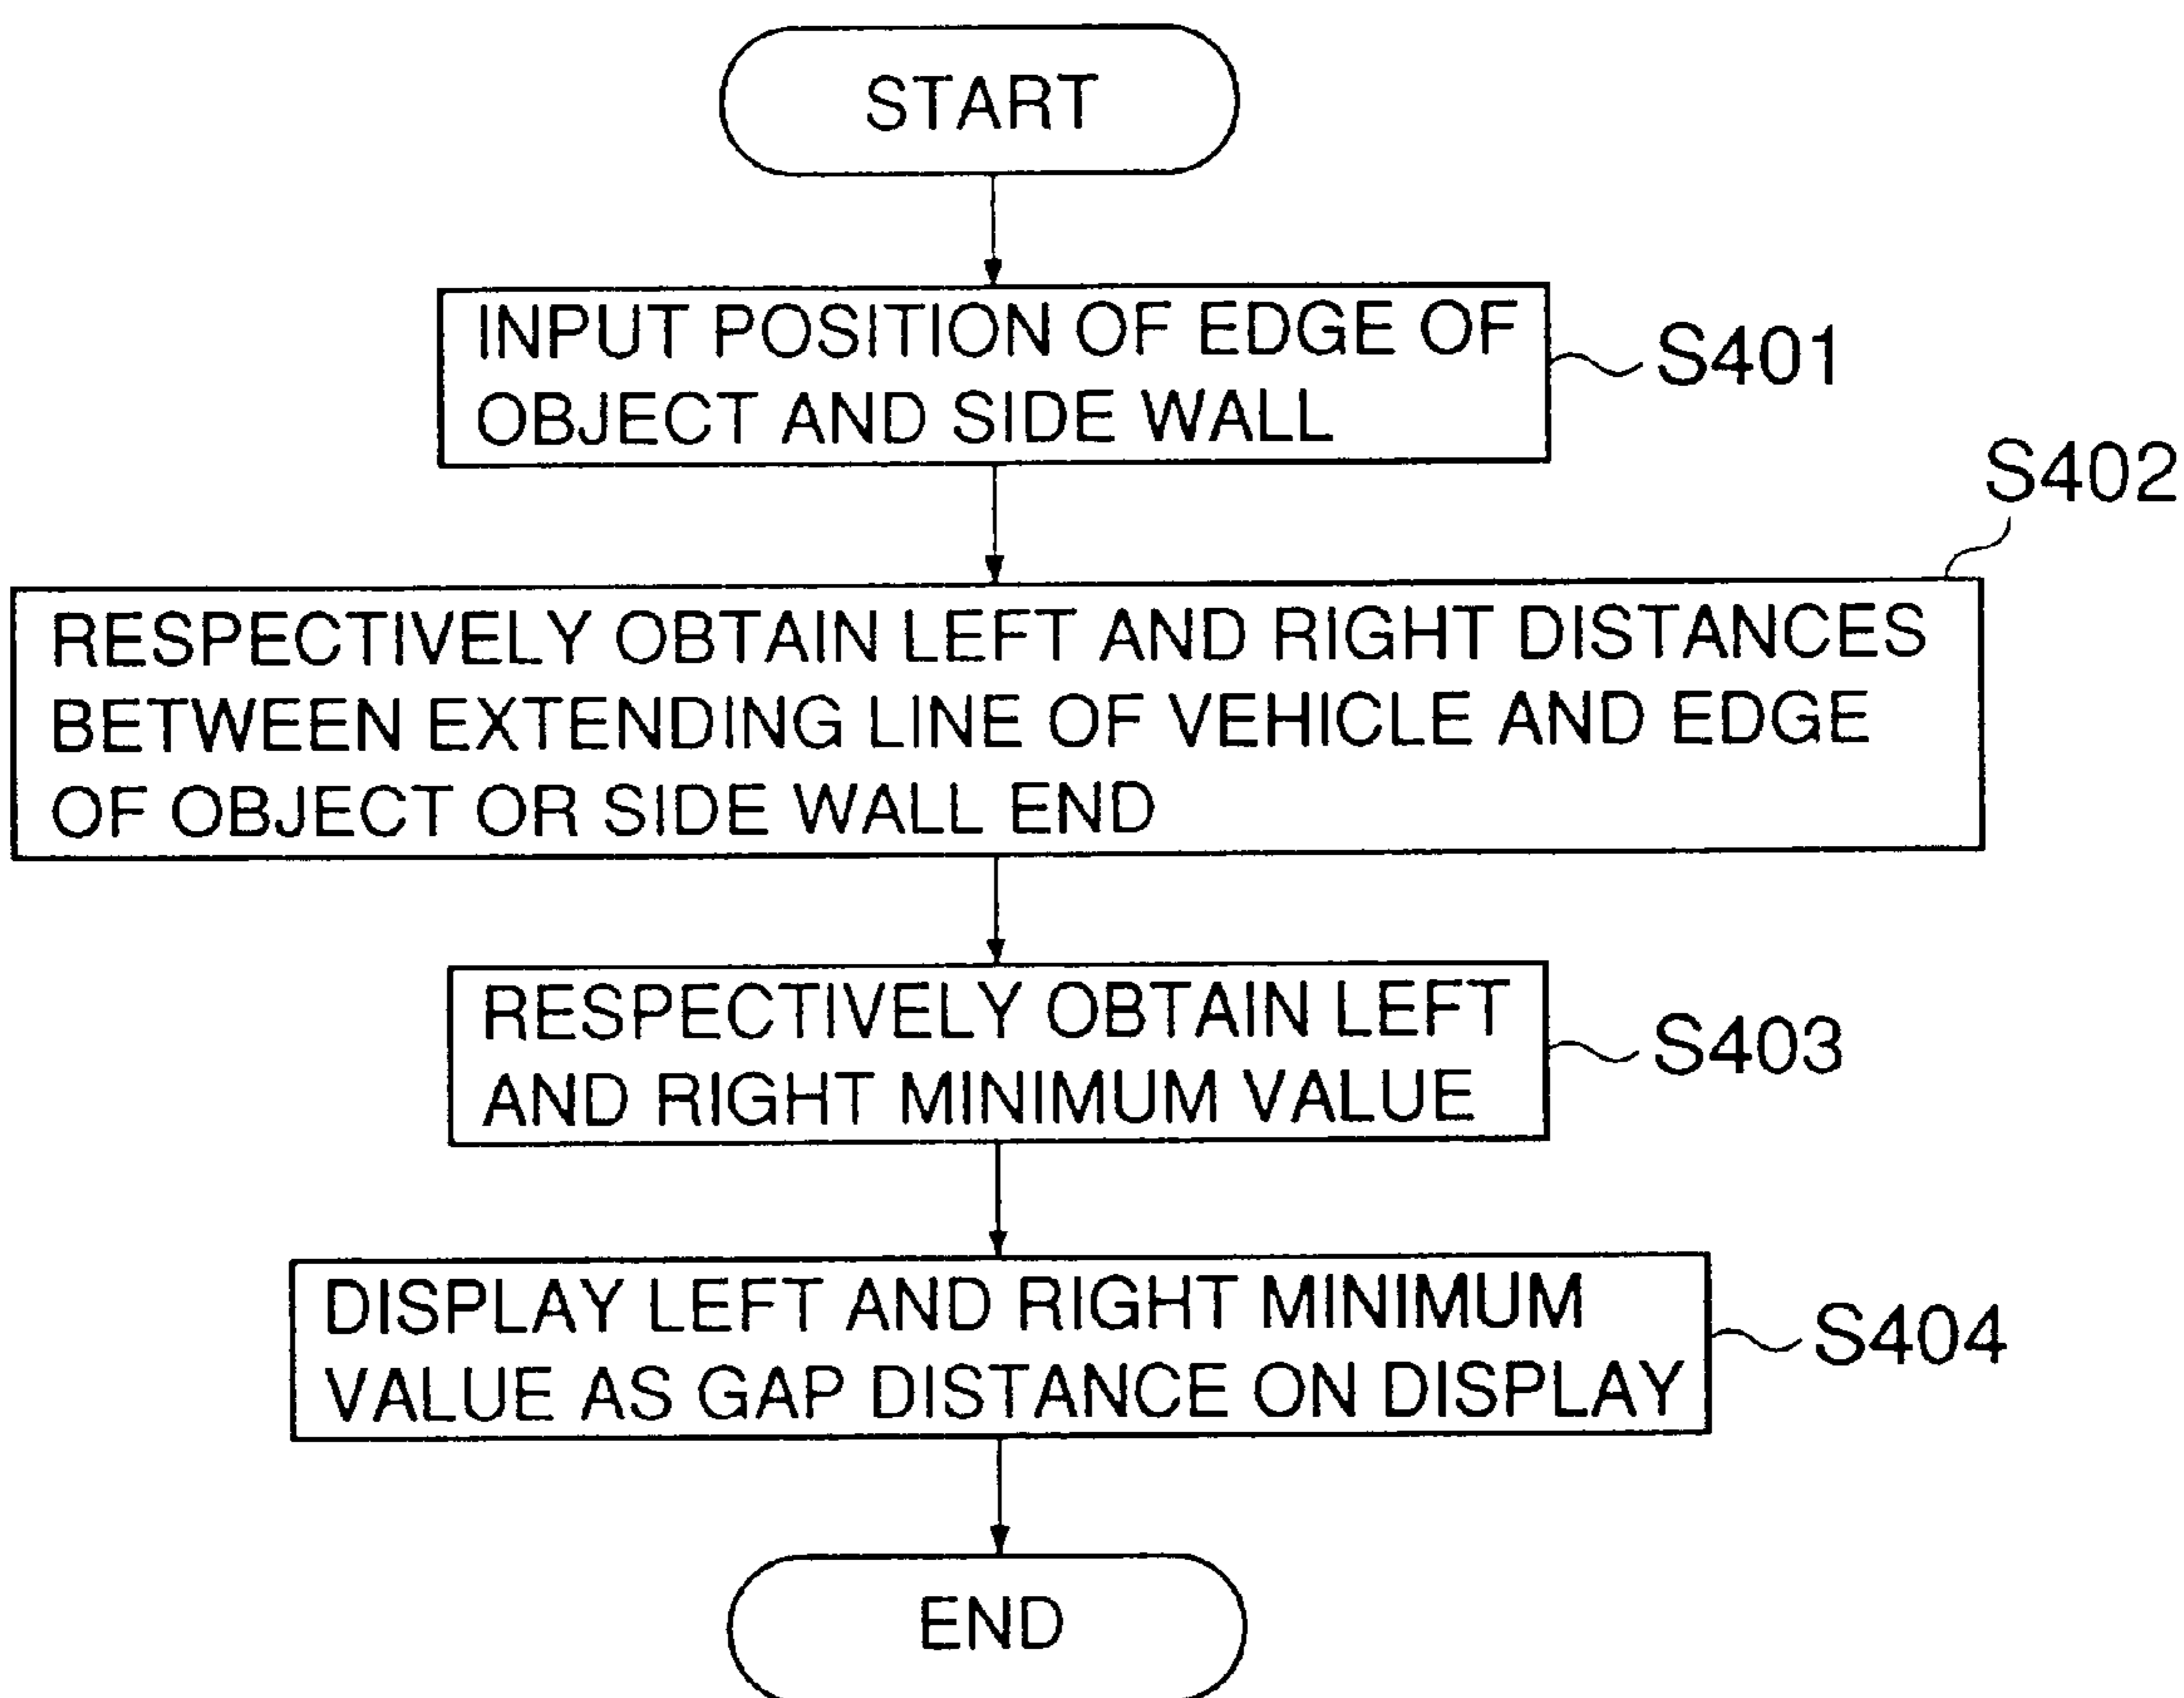 START
INPUT POSITION OF EDGE OF
OBJECT AND SIDE WALL
S401
S402
RESPECTIVELY OBTAIN LEFT AND RIGHT DISTANCES
BETWEEN EXTENDING LINE OF VEHICLE AND EDGE
OF OBJECT OR SIDE WALL END
RESPECTIVELY OBTAIN LEFT
AND RIGHT MINIMUM VALUE
S403
DISPLAY LEFT AND RIGHT MINIMUM
VALUE AS GAP DISTANCE ON DISPLAY
S404
END